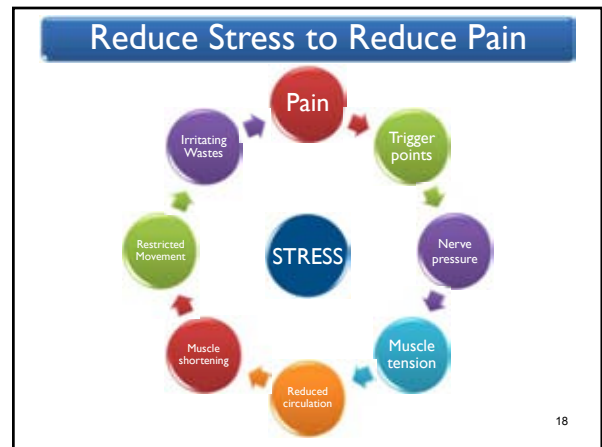 Reduce Stress to Reduce Pain
Pain
Trigger
points
Nerve
pressure
Muscle
tension
Reduced
circulation
Muscle
shortening
Restricted
Movement
Irritating
Wastes
STRESS
18